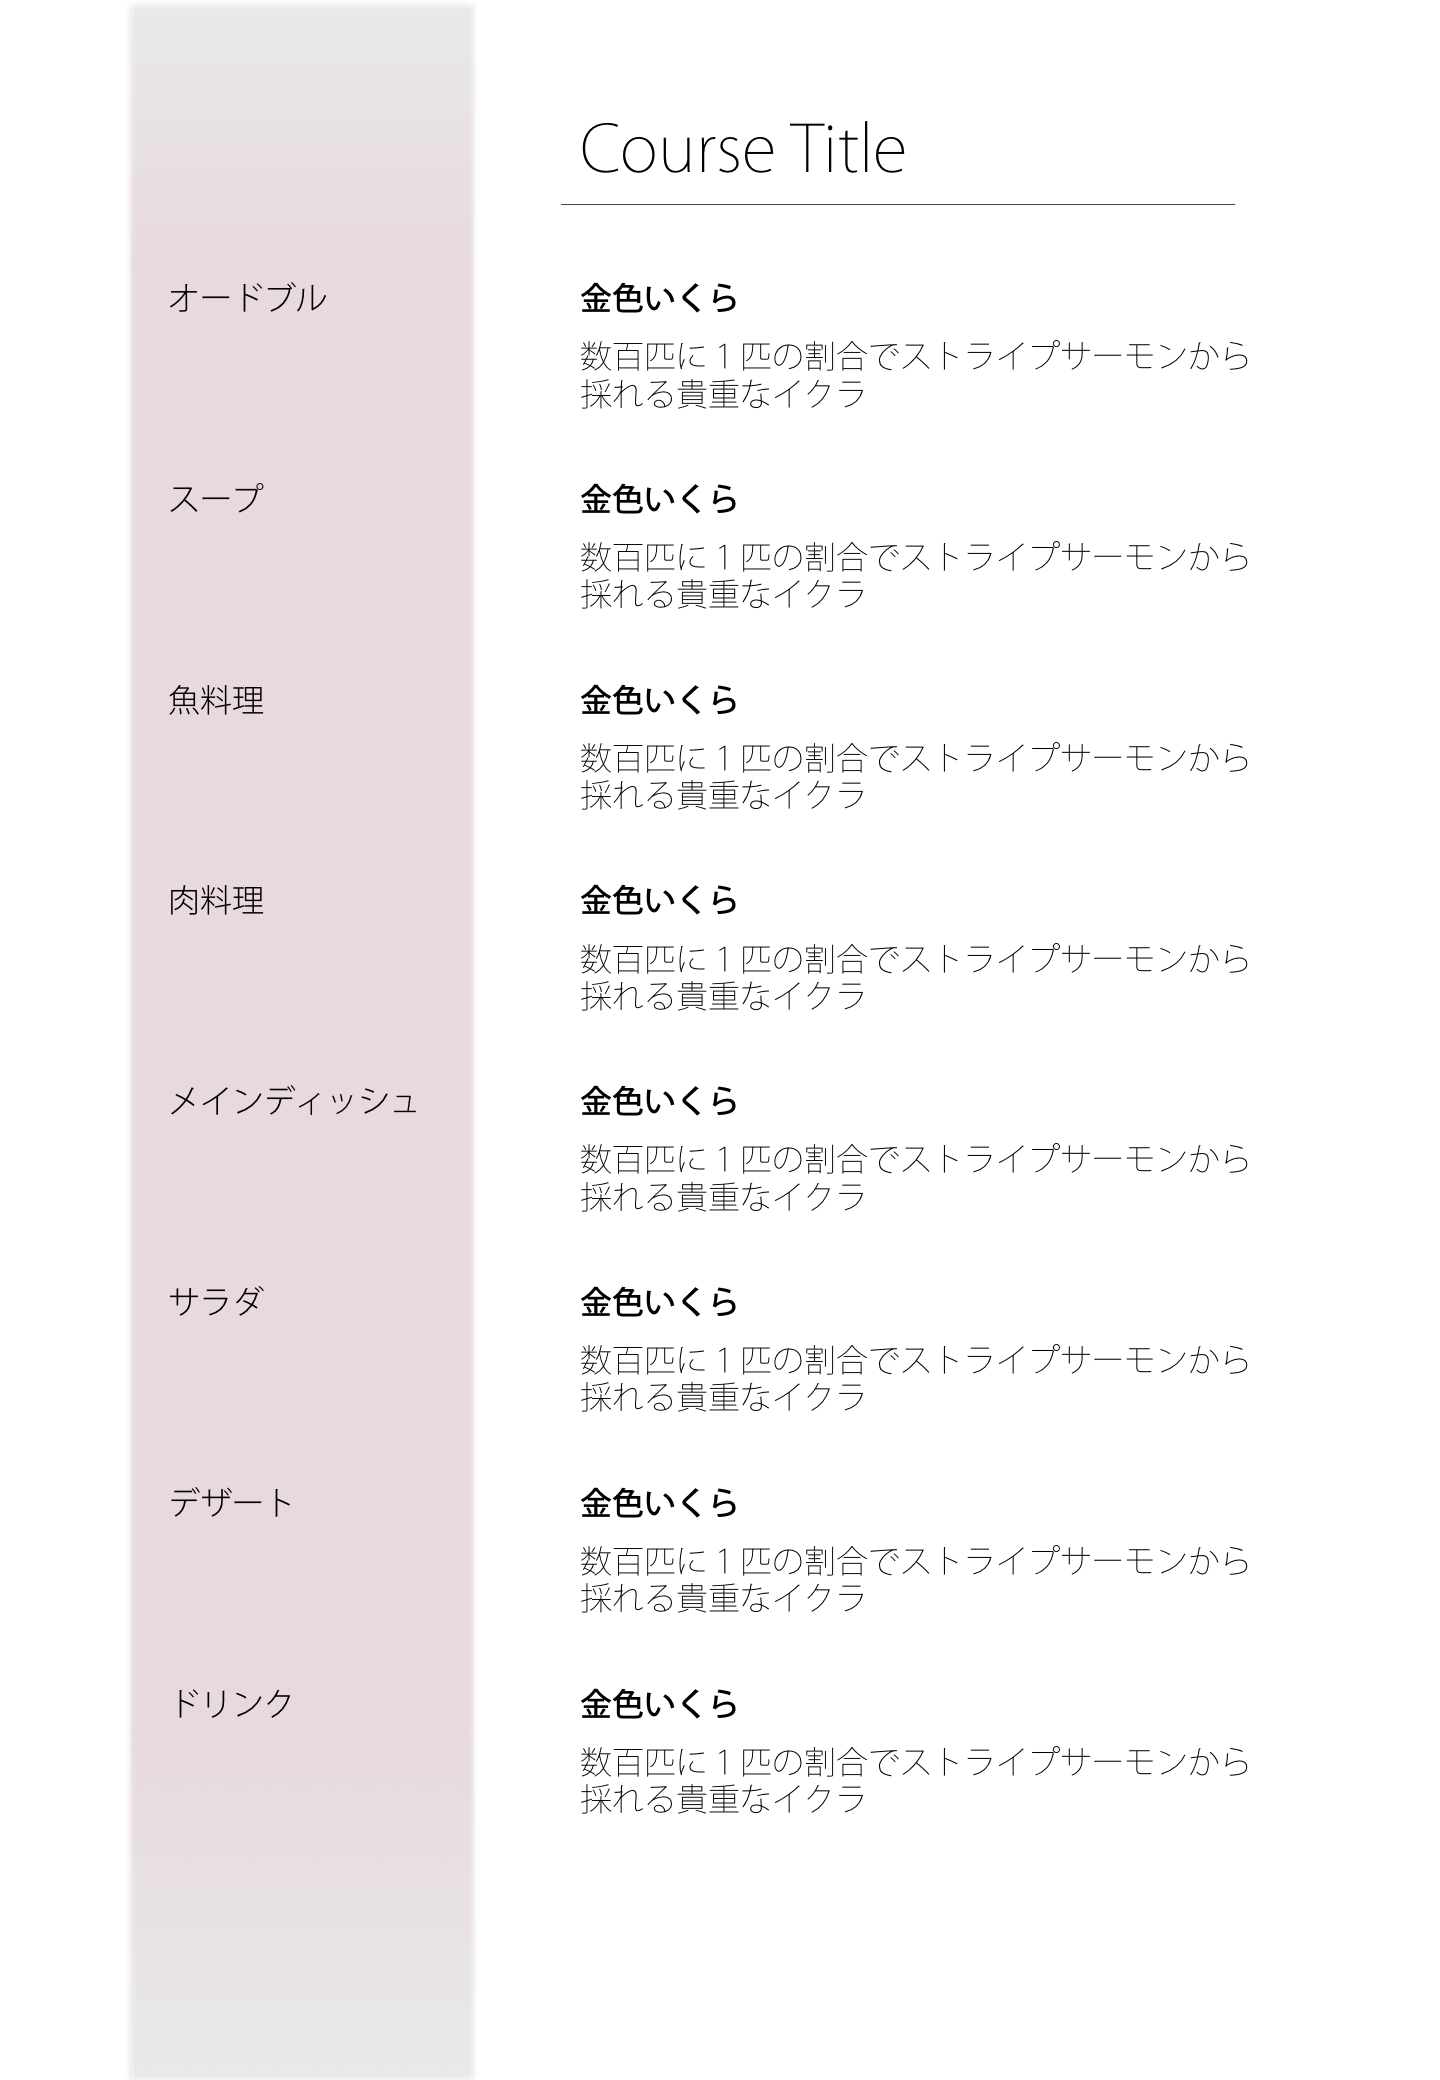 Course Title
オードブル
金色いくら
数百匹に1匹の割合でストライプサーモンから
採れる貴重なイクラ
スープ
金色いくら
数百匹に1匹の割合でストライプサーモンから
採れる貴重なイクラ
魚料理
金色いくら
数百匹に1匹の割合でストライプサーモンから
採れる貴重なイクラ
肉料理
金色いくら
数百匹に1匹の割合でストライプサーモンから
採れる貴重なイクラ
メインディッシュ
金色いくら
数百匹に1匹の割合でストライプサーモンから
採れる貴重なイクラ
サラダ
金色いくら
数百匹に1匹の割合でストライプサーモンから
採れる貴重なイクラ
デザート
金色いくら
数百匹に1匹の割合でストライプサーモンから
採れる貴重なイクラ
ドリンク
金色いくら
数百匹に1匹の割合でストライプサーモンから
採れる貴重なイクラ